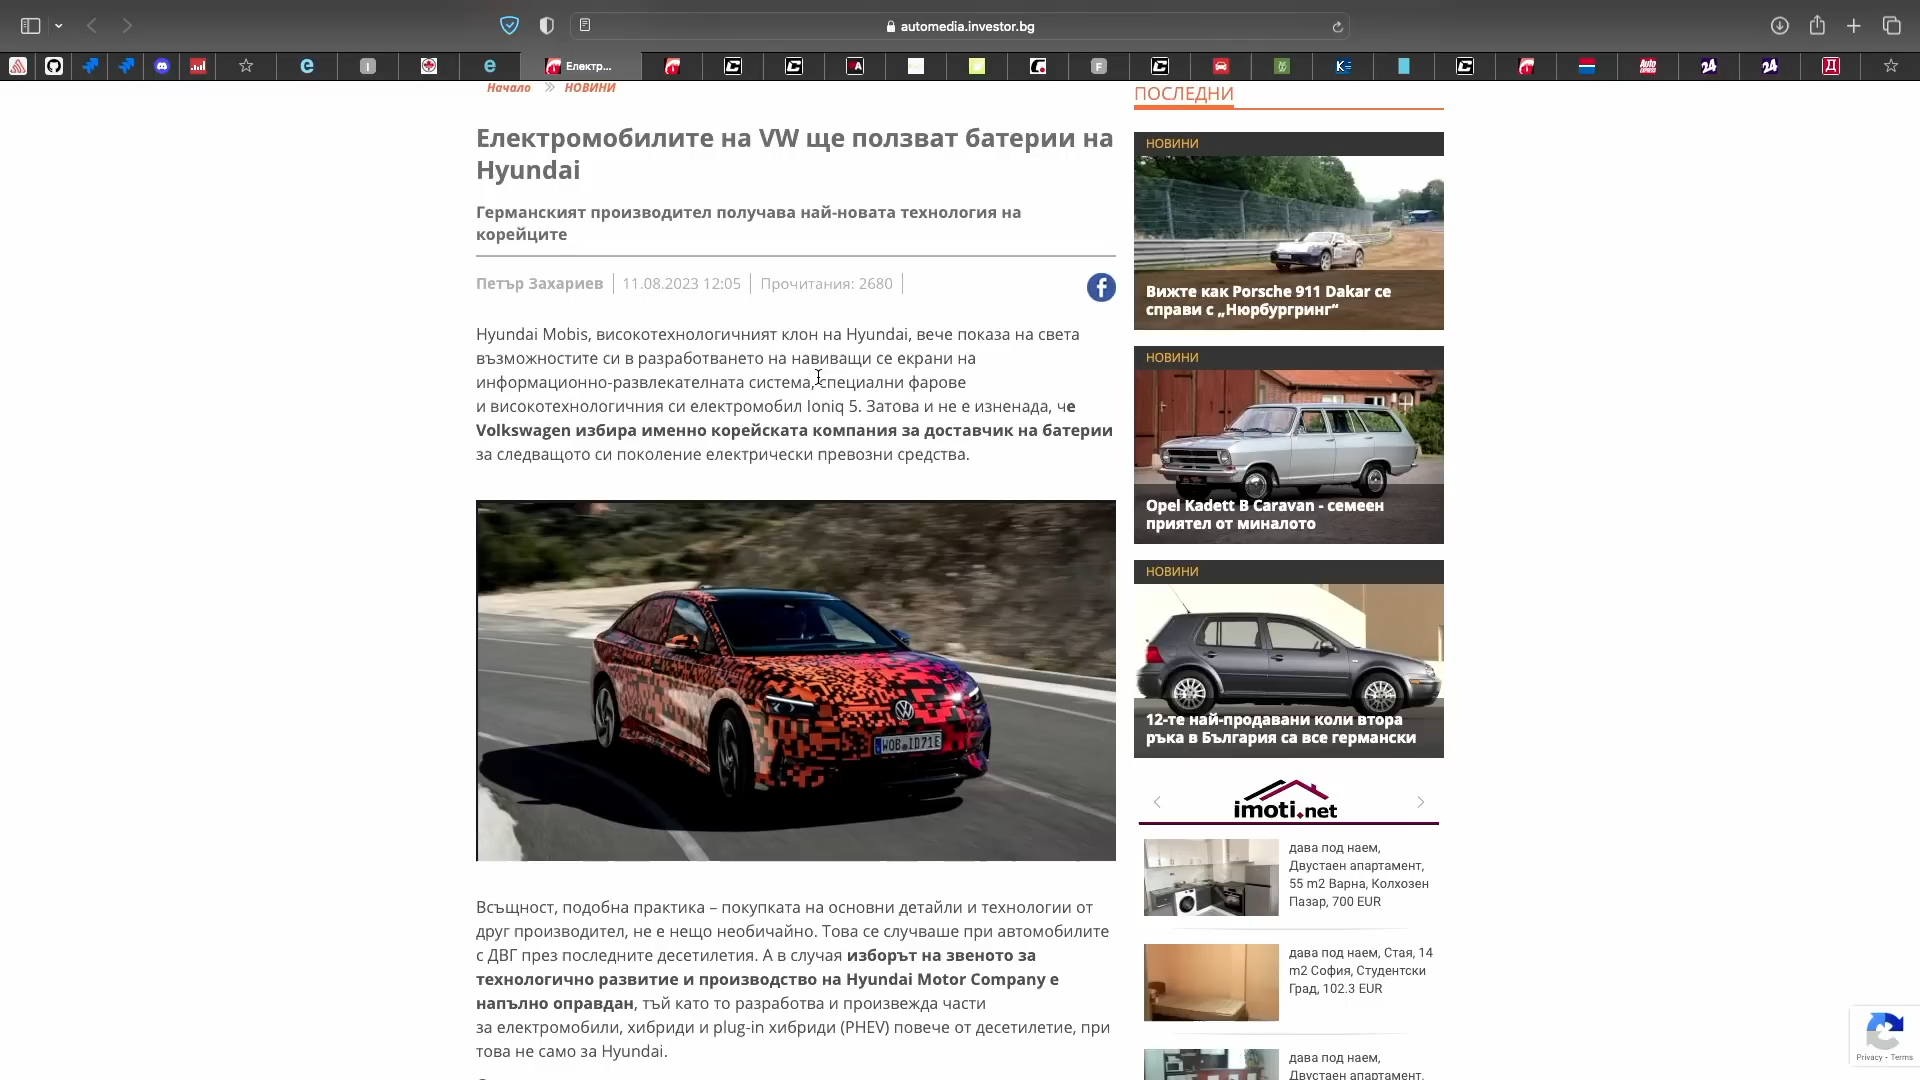 automedia.investor.bg
Електр...
Начало » НОВИНИ
Електромобилите на VW ще ползват батерии на
Hyundai
Германският производител получава най-новата технология на
корейците
Петър Захариев | 11.08.2023 12:05 | Прочитания: 2680 |
Hyundai Mobis, високотехнологичният клон на Hyundai, вече показа на света
възможностите си в разработването на навиващи се екрани на
информационно-развлекателната система, специални фарове
и високотехнологичния си електромобил Ioniq 5. Затова и не е изненада, че
Volkswagen избира именно корейската компания за доставчик на батерии
за следващото си поколение електрически превозни средства.
WOB ID71E
Всъщност, подобна практика – покупката на основни детайли и технологии от
друг производител, не е нещо необичайно. Това се случваше при автомобилите
с ДВГ през последните десетилетия. А в случая изборът на звеното за
технологично развитие и производство на Hyundai Motor Company е
напълно оправдан, тъй като то разработва и произвежда части
за електромобили, хибриди и plug-in хибриди (PHEV) повече от десетилетие, при
това не само за Hyundai.
ПОСЛЕДНИ
НОВИНИ
Вижте как Porsche 911 Dakar се
справи с „Нюрбургринг“
НОВИНИ
Opel Kadett B Caravan - семеен
приятел от миналото
НОВИНИ
12-те най-продавани коли втора
ръка в България са все германски
imoti.net
дава под наем,
Двустаен апартамент,
55 m2 Варна, Колхозен
Пазар, 700 EUR
дава под наем, Стая, 14
m2 София, Студентски
Град, 102.3 EUR
дава под наем,
Двустаен апартамент,
Privacy - Terms